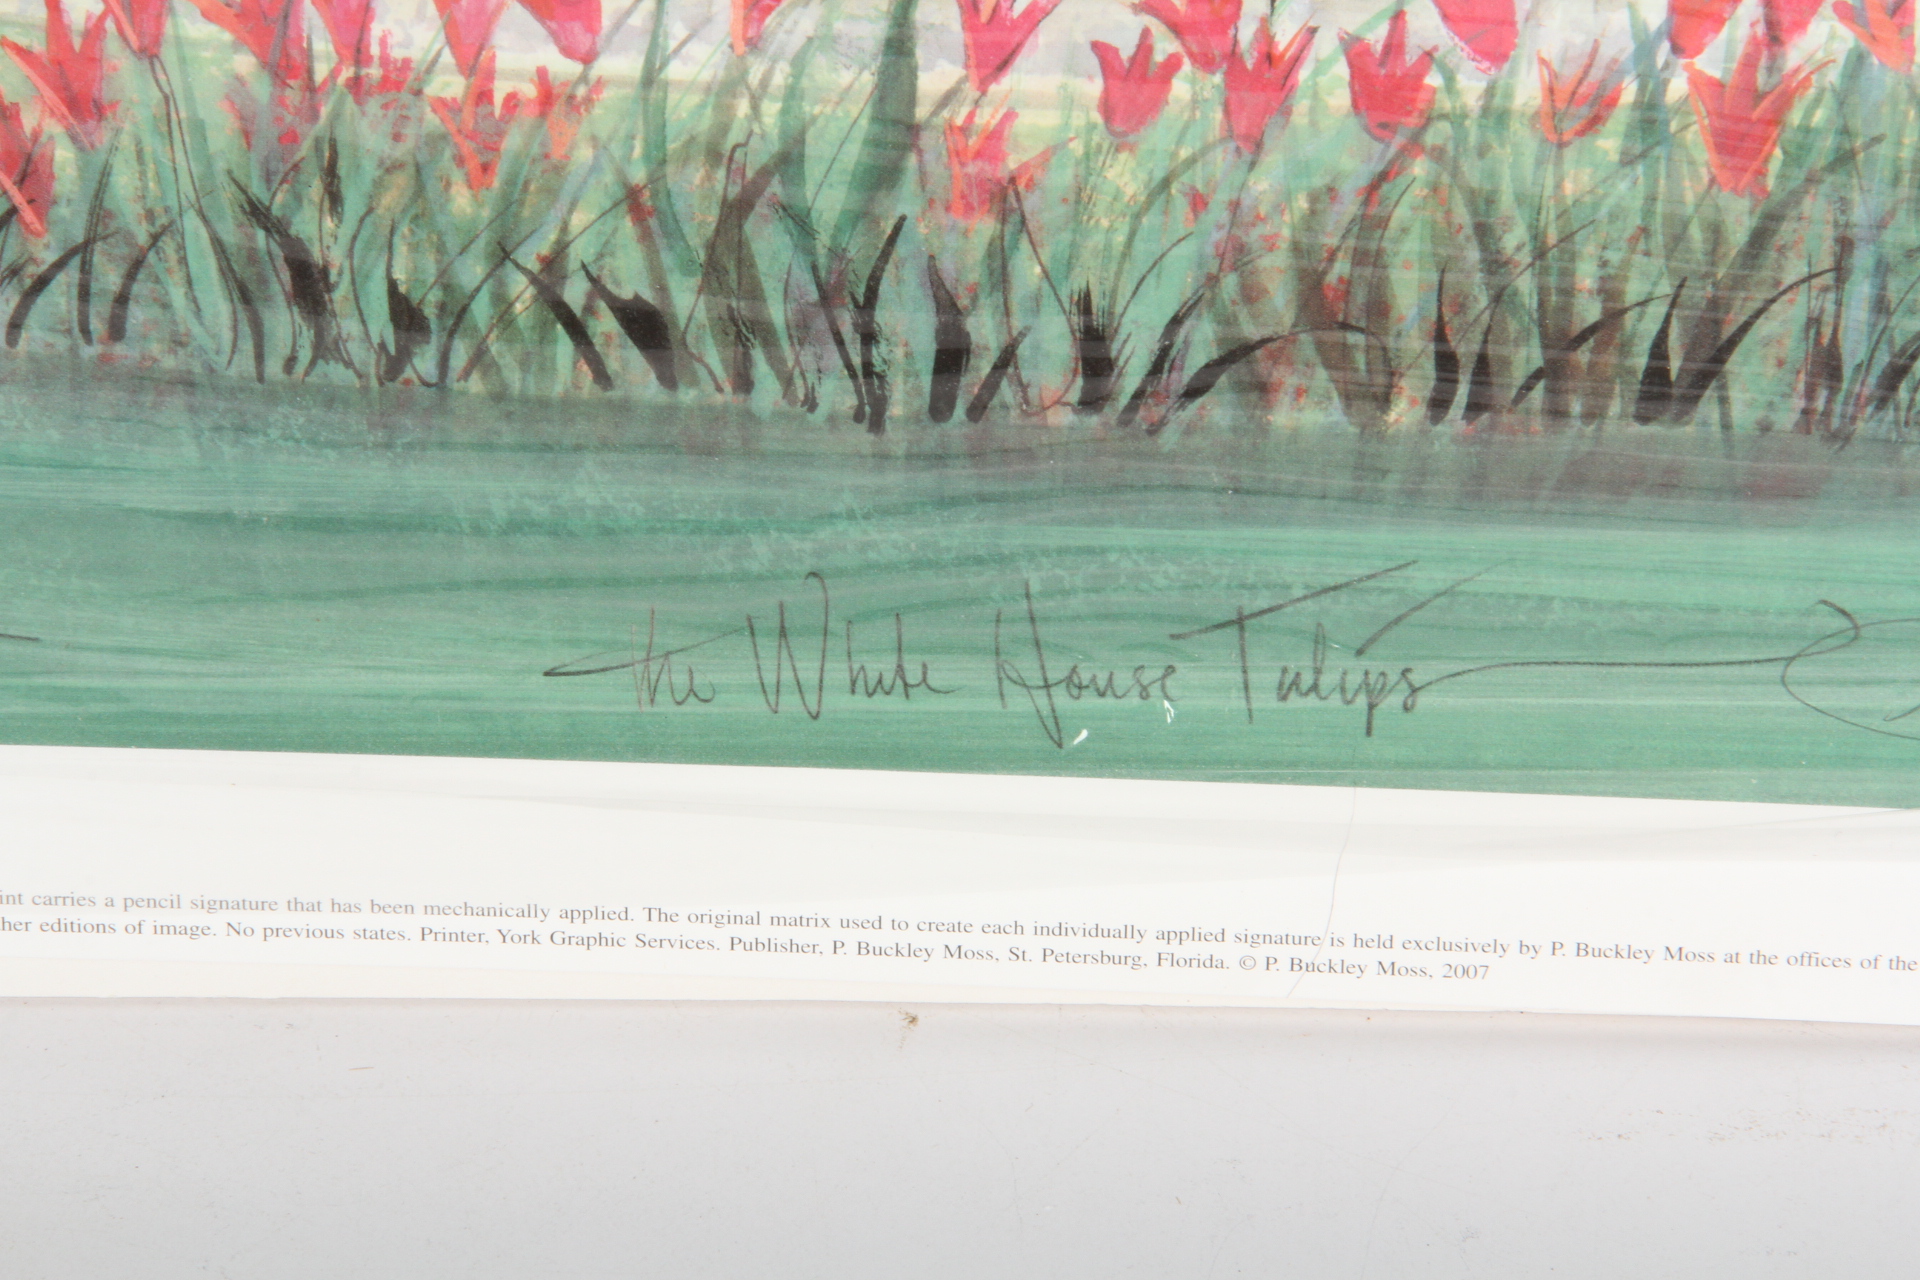 the White House Tulips
carries a pencil signature that has been mechanically applied. The original matrix used to create each individually applied signature is held exclusively by P. Buckley Moss at the offices of the
editions of image. No previous states. Printer, York Graphic Services. Publisher, P. Buckley Moss, St. Petersburg, Florida. © P. Buckley Moss, 2007